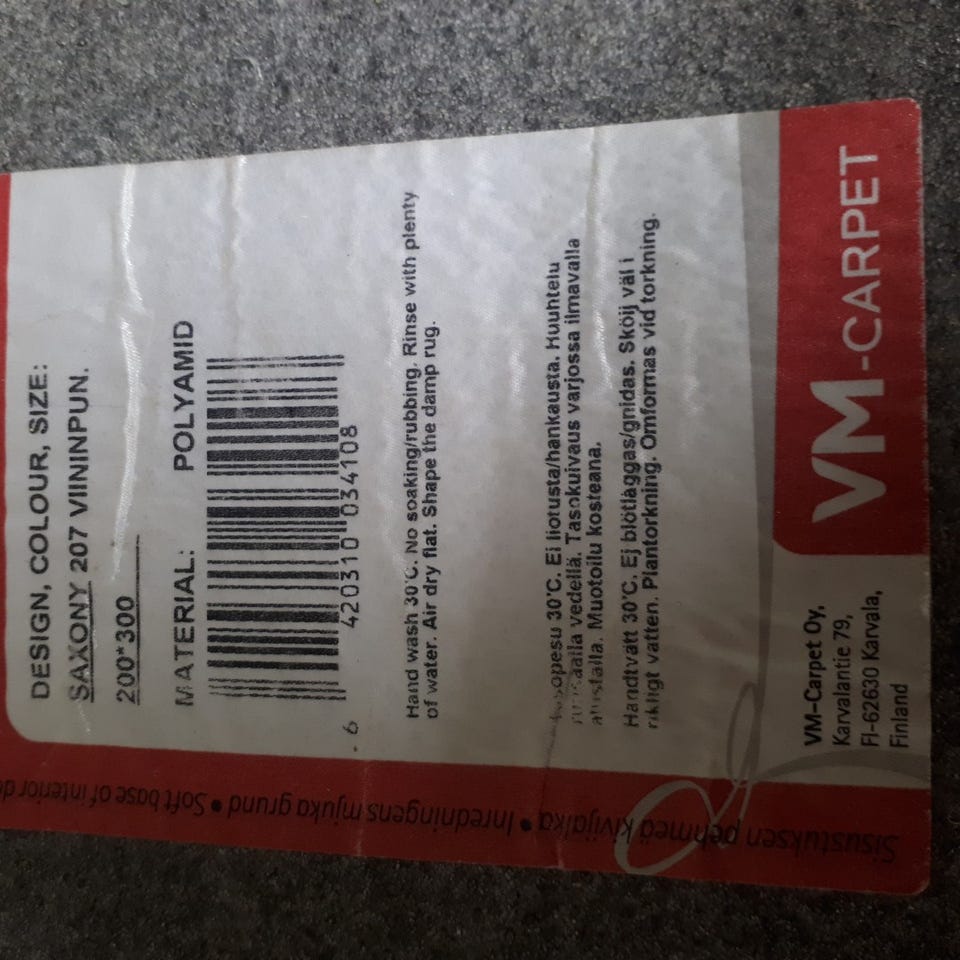 DESIGN, COLOUR, SIZE:
SAXONY 207 VIININPUN.
200*300
MATERIAL: POLYAMID
6 420310 034108
Hand wash 30°C. No soaking/rubbing. Rinse with plenty
of water. Air dry flat. Shape the damp rug.
30°C. Ei liotusta/hankausta. Huuhtelu
vedellä. Tasokuivaus varjossa ilmavalla
alustalla. Muotoilu kosteana.
Handtvätt 30°C. Ej blötläggas/gnidas. Sköij väl i
rikligt vatten. Plantorkning. Omformas vid torkning.
VM-Carpet Oy,
Karvalantie 79,
FI-62630 Karvala,
Finland
VM-CARPET
Sisustuksen pehmeä kivijalka • Inredningens mjuka grund • Soft base of interior